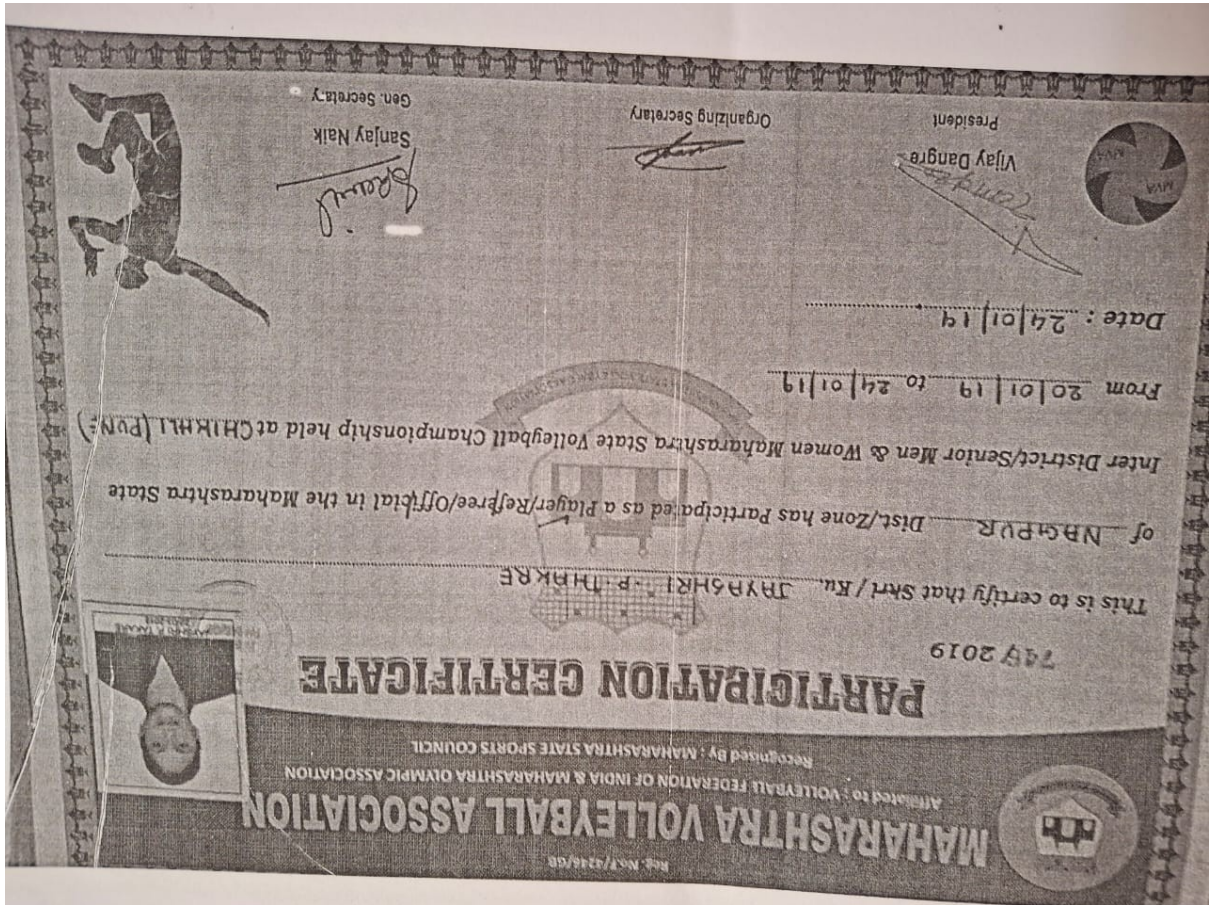 Reg. No.F/4246/GB
MAHARASHTRA VOLLEYBALL ASSOCIATION
Affiliated to : VOLLEYBALL FEDERATION OF INDIA & MAHARASHTRA OLYMPIC ASSOCIATION
Recognised By : MAHARASHTRA STATE SPORTS COUNCIL
PARTICIPATION CERTIFICATE
2019
This is to certify that Shri / Ku. JAYASHRI P. THAKRE
of NAGPUR Dist./Zone has Participated as a Player/Referee/Official in the Maharashtra State
Inter District/Senior Men & Women Maharashtra State Volleyball Championship held at CHIKHLI (PUNE)
From 20/01/19 to 24/01/19
Date : 24/01/19
MVA
MVA
Vijay Dangre
President
Organizing Secretary
Sanjay Naik
Gen. Secretary